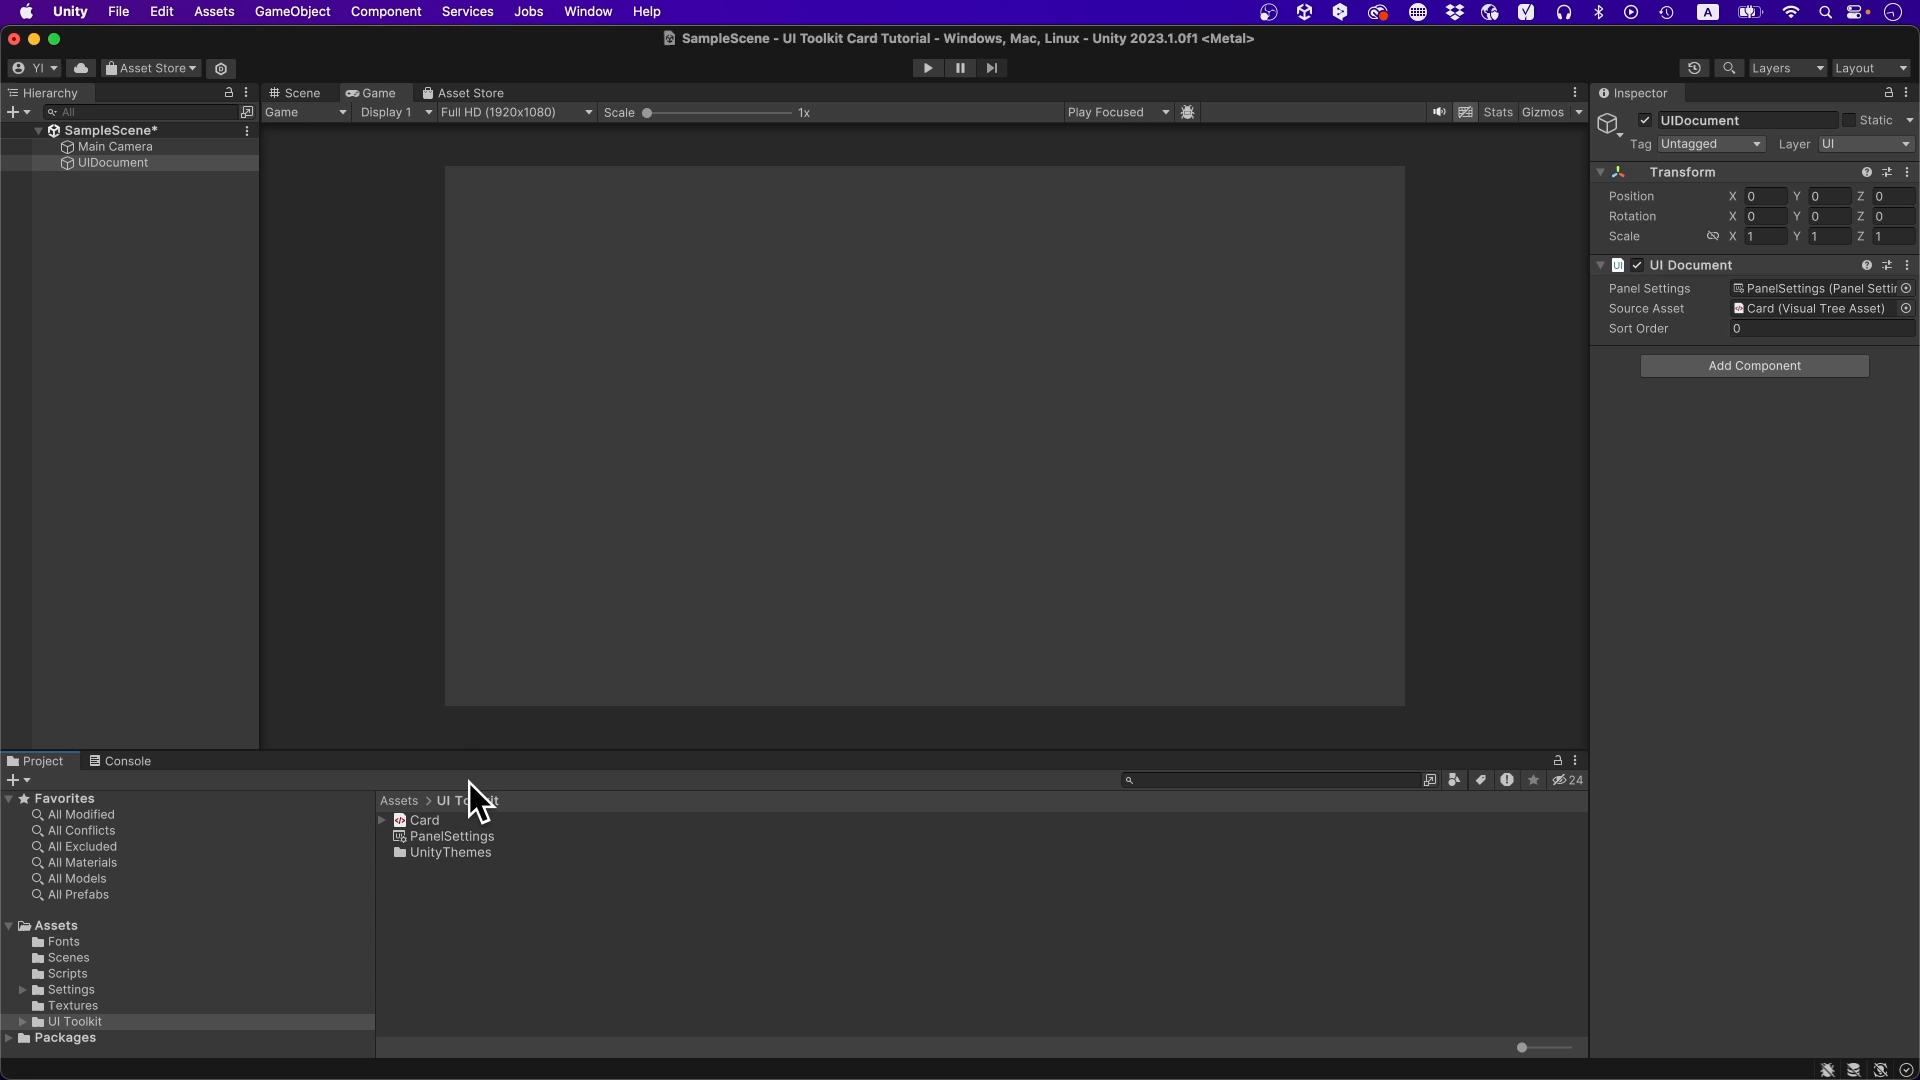 Unity File Edit Assets GameObject Component Services Jobs Window Help A
SampleScene - UI Toolkit Card Tutorial - Windows, Mac, Linux - Unity 2023.1.0f1 <Metal>
YI Asset Store Layers Layout
Hierarchy
All
SampleScene*
Main Camera
UIDocument
Scene Game Asset Store
Game Display 1 Full HD (1920x1080) Scale 1x Play Focused Stats Gizmos
Inspector
UIDocument Static
Tag Untagged Layer UI
Transform
Position X 0 Y 0 Z 0
Rotation X 0 Y 0 Z 0
Scale X 1 Y 1 Z 1
UI Document
Panel Settings PanelSettings (Panel Settin
Source Asset Card (Visual Tree Asset)
Sort Order 0
Add Component
Project Console
24
Favorites
All Modified
All Conflicts
All Excluded
All Materials
All Models
All Prefabs
Assets
Fonts
Scenes
Scripts
Settings
Textures
UI Toolkit
Packages
Assets > UI
Card
PanelSettings
UnityThemes